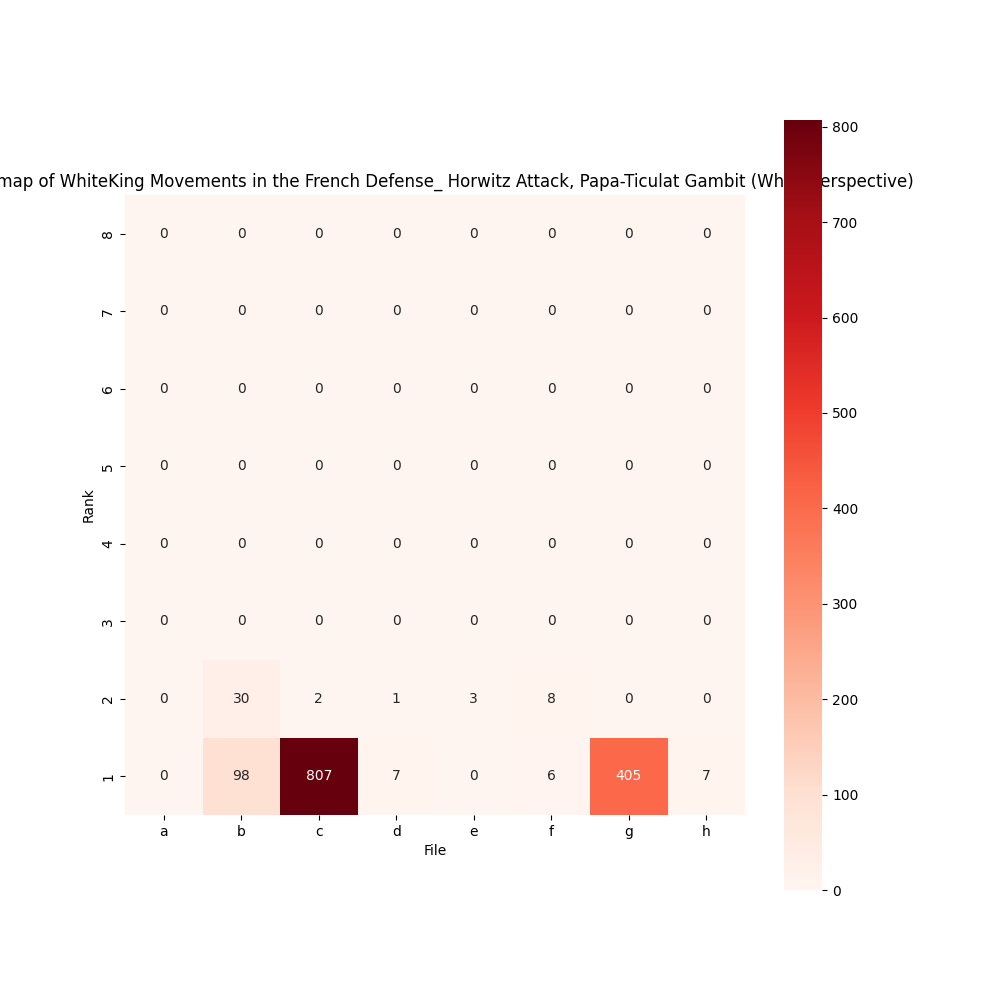 map of WhiteKing Movements in the French Defense_ Horwitz Attack, Papa-Ticulat Gambit (Wh erspective)
8 0 0 0 0 0 0 0 0
7 0 0 0 0 0 0 0 0
6 0 0 0 0 0 0 0 0
5 0 0 0 0 0 0 0 0
4 0 0 0 0 0 0 0 0
3 0 0 0 0 0 0 0 0
2 0 30 2 1 3 8 0 0
1 0 98 807 7 0 6 405 7
a b c d e f g h
File
Rank
800
700
600
500
400
300
200
100
0